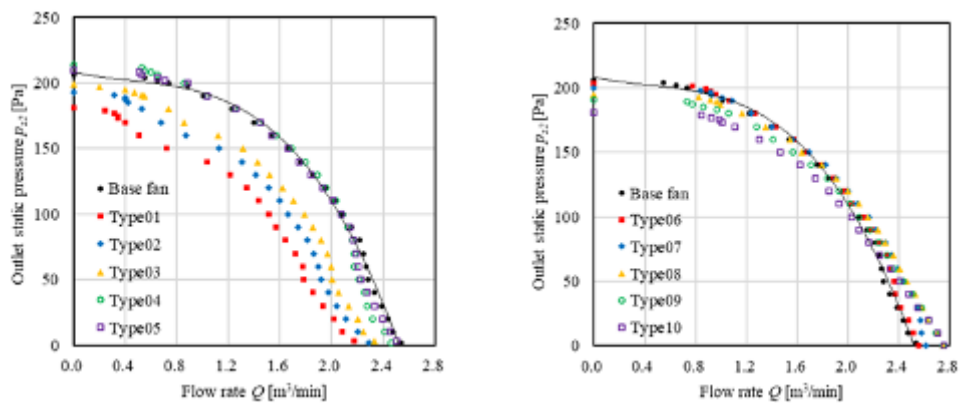 250
200
150
100
50
0
Outlet static pressure pₛ₂ [Pa]
Base fan
Type01
Type02
Type03
Type04
Type05
0.0 0.4 0.8 1.2 1.6 2.0 2.4 2.8
Flow rate Q [m³/min]
250
200
150
100
50
0
Outlet static pressure pₛ₂ [Pa]
Base fan
Type06
Type07
Type08
Type09
Type10
0.0 0.4 0.8 1.2 1.6 2.0 2.4 2.8
Flow rate Q [m³/min]